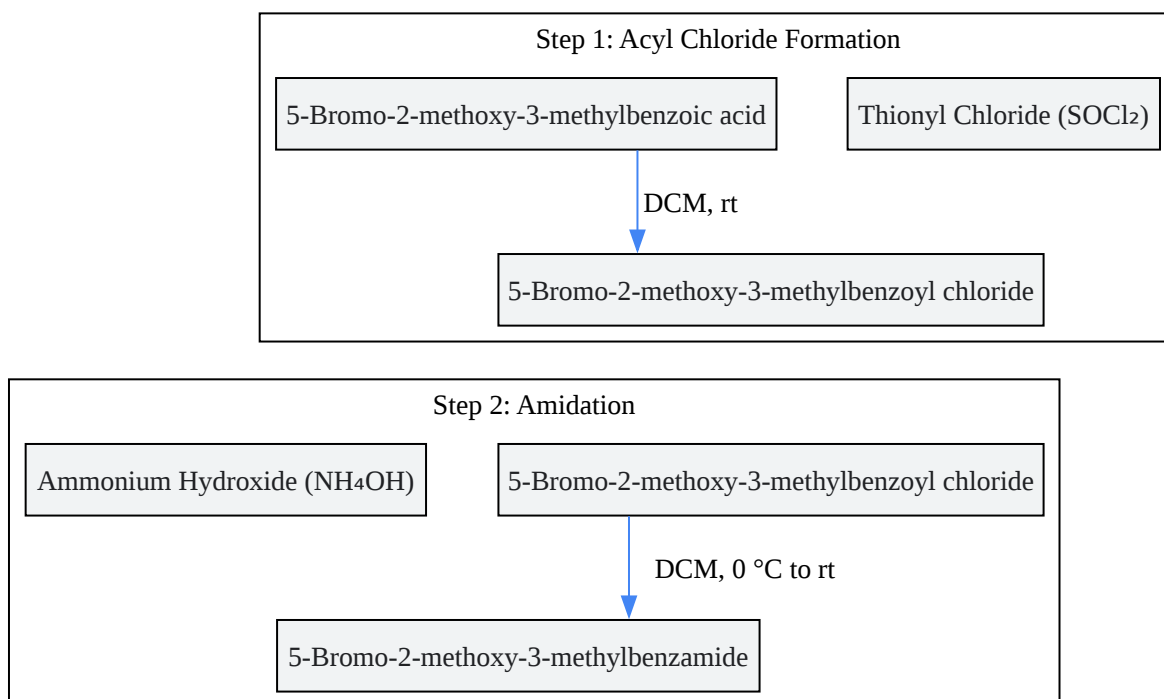 Step 1: Acyl Chloride Formation
5-Bromo-2-methoxy-3-methylbenzoic acid
Thionyl Chloride (SOCl₂)
DCM, rt
5-Bromo-2-methoxy-3-methylbenzoyl chloride
Step 2: Amidation
Ammonium Hydroxide (NH₄OH)
5-Bromo-2-methoxy-3-methylbenzoyl chloride
DCM, 0 °C to rt
5-Bromo-2-methoxy-3-methylbenzamide